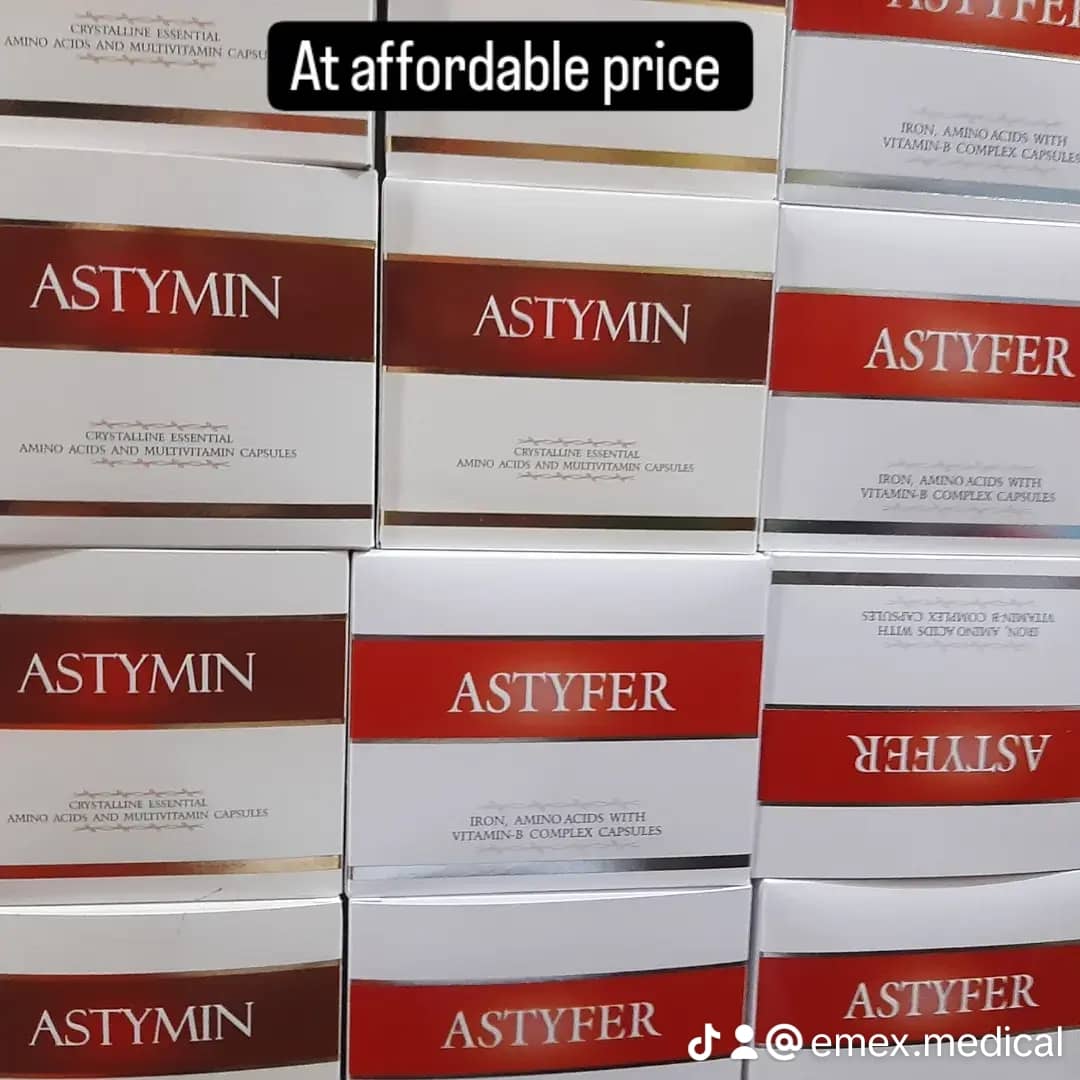 At affordable price
CRYSTALLINE ESSENTIAL
AMINO ACIDS AND MULTIVITAMIN CAPSU
ASTYFE
IRON, AMINO ACIDS WITH
VITAMIN-B COMPLEX CAPSULES
ASTYMIN
CRYSTALLINE ESSENTIAL
AMINO ACIDS AND MULTIVITAMIN CAPSULES
ASTYMIN
CRYSTALLINE ESSENTIAL
AMINO ACIDS AND MULTIVITAMIN CAPSULES
ASTYFER
IRON, AMINO ACIDS WITH
VITAMIN-B COMPLEX CAPSULES
ASTYMIN
CRYSTALLINE ESSENTIAL
AMINO ACIDS AND MULTIVITAMIN CAPSULES
ASTYFER
IRON, AMINO ACIDS WITH
VITAMIN-B COMPLEX CAPSULES
ASTYFER
IRON, AMINO ACIDS WITH
VITAMIN-B COMPLEX CAPSULES
ASTYMIN
ASTYFER
ASTYFER
@emex.medical